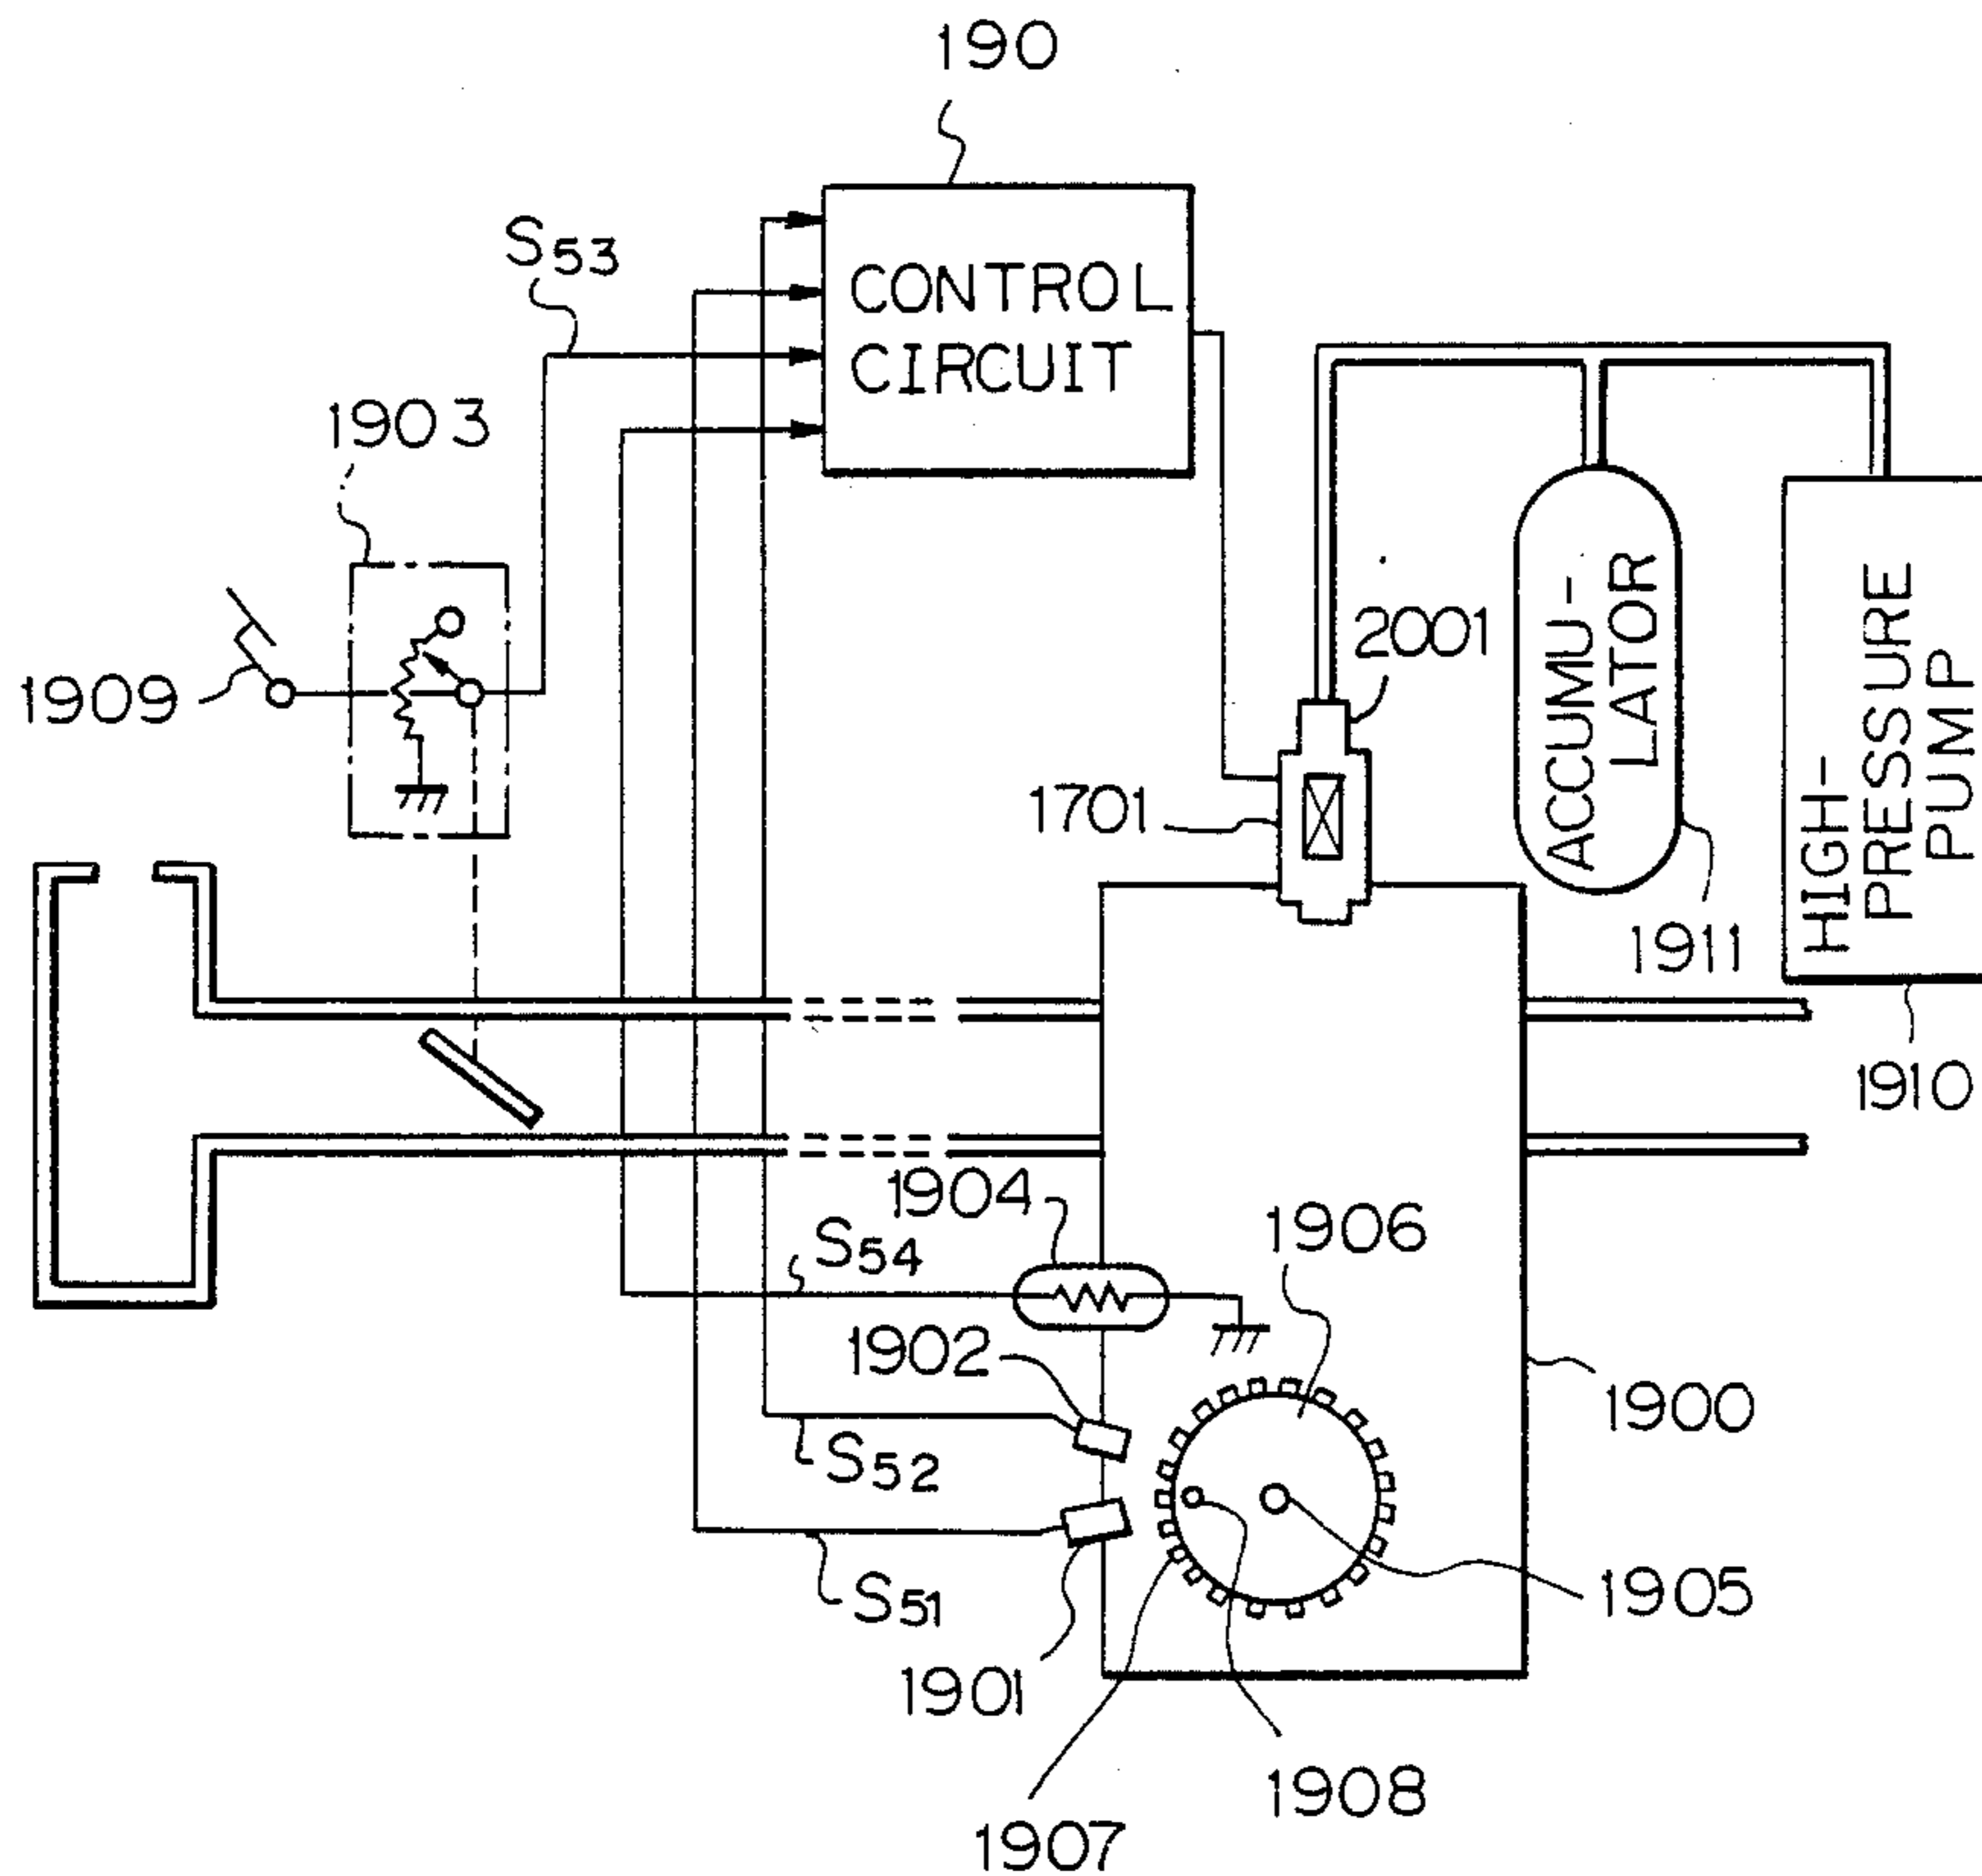 190
S53
CONTROL
CIRCUIT
1903
2001
1909
ACCUMU-
LATOR
HIGH-
PRESSURE
PUMP
1701
1911
1910
1904
1906
S54
1902
1900
S52
1905
S51
1901
1908
1907